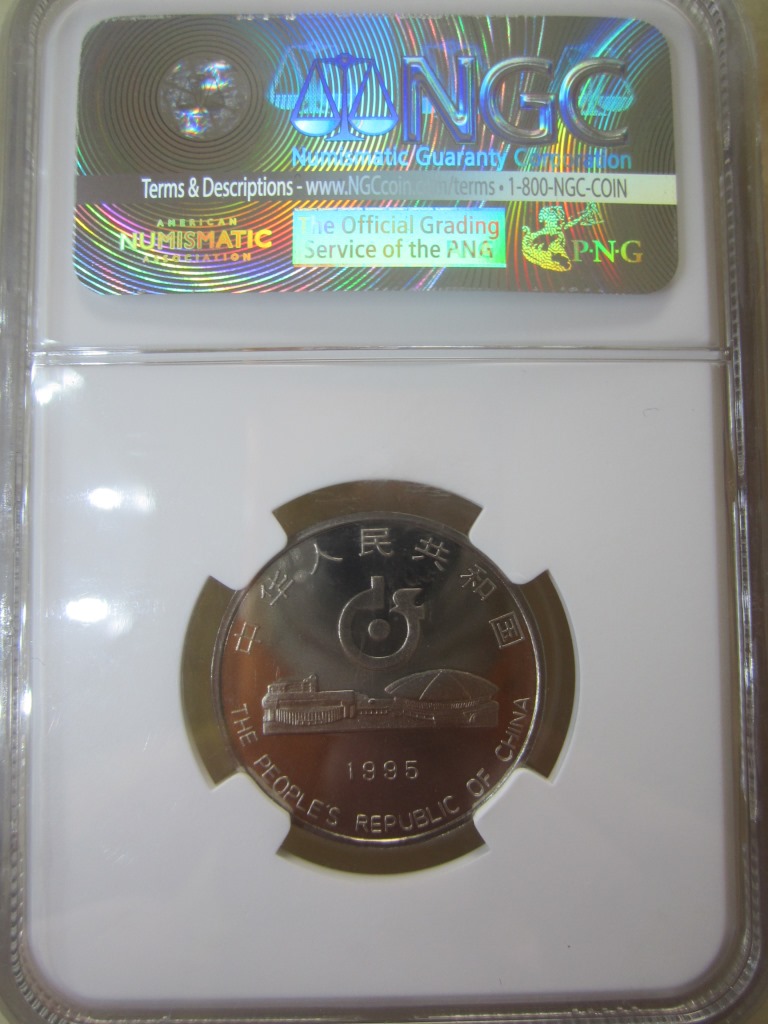 NGC
Numismatic Guaranty Corporation
Terms & Descriptions - www.NGCcoin.com/terms • 1-800-NGC-COIN
AMERICAN
NUMISMATIC
ASSOCIATION
The Official Grading
Service of the PNG
P·N·G
中华人民共和国
1995
THE PEOPLE'S REPUBLIC OF CHINA